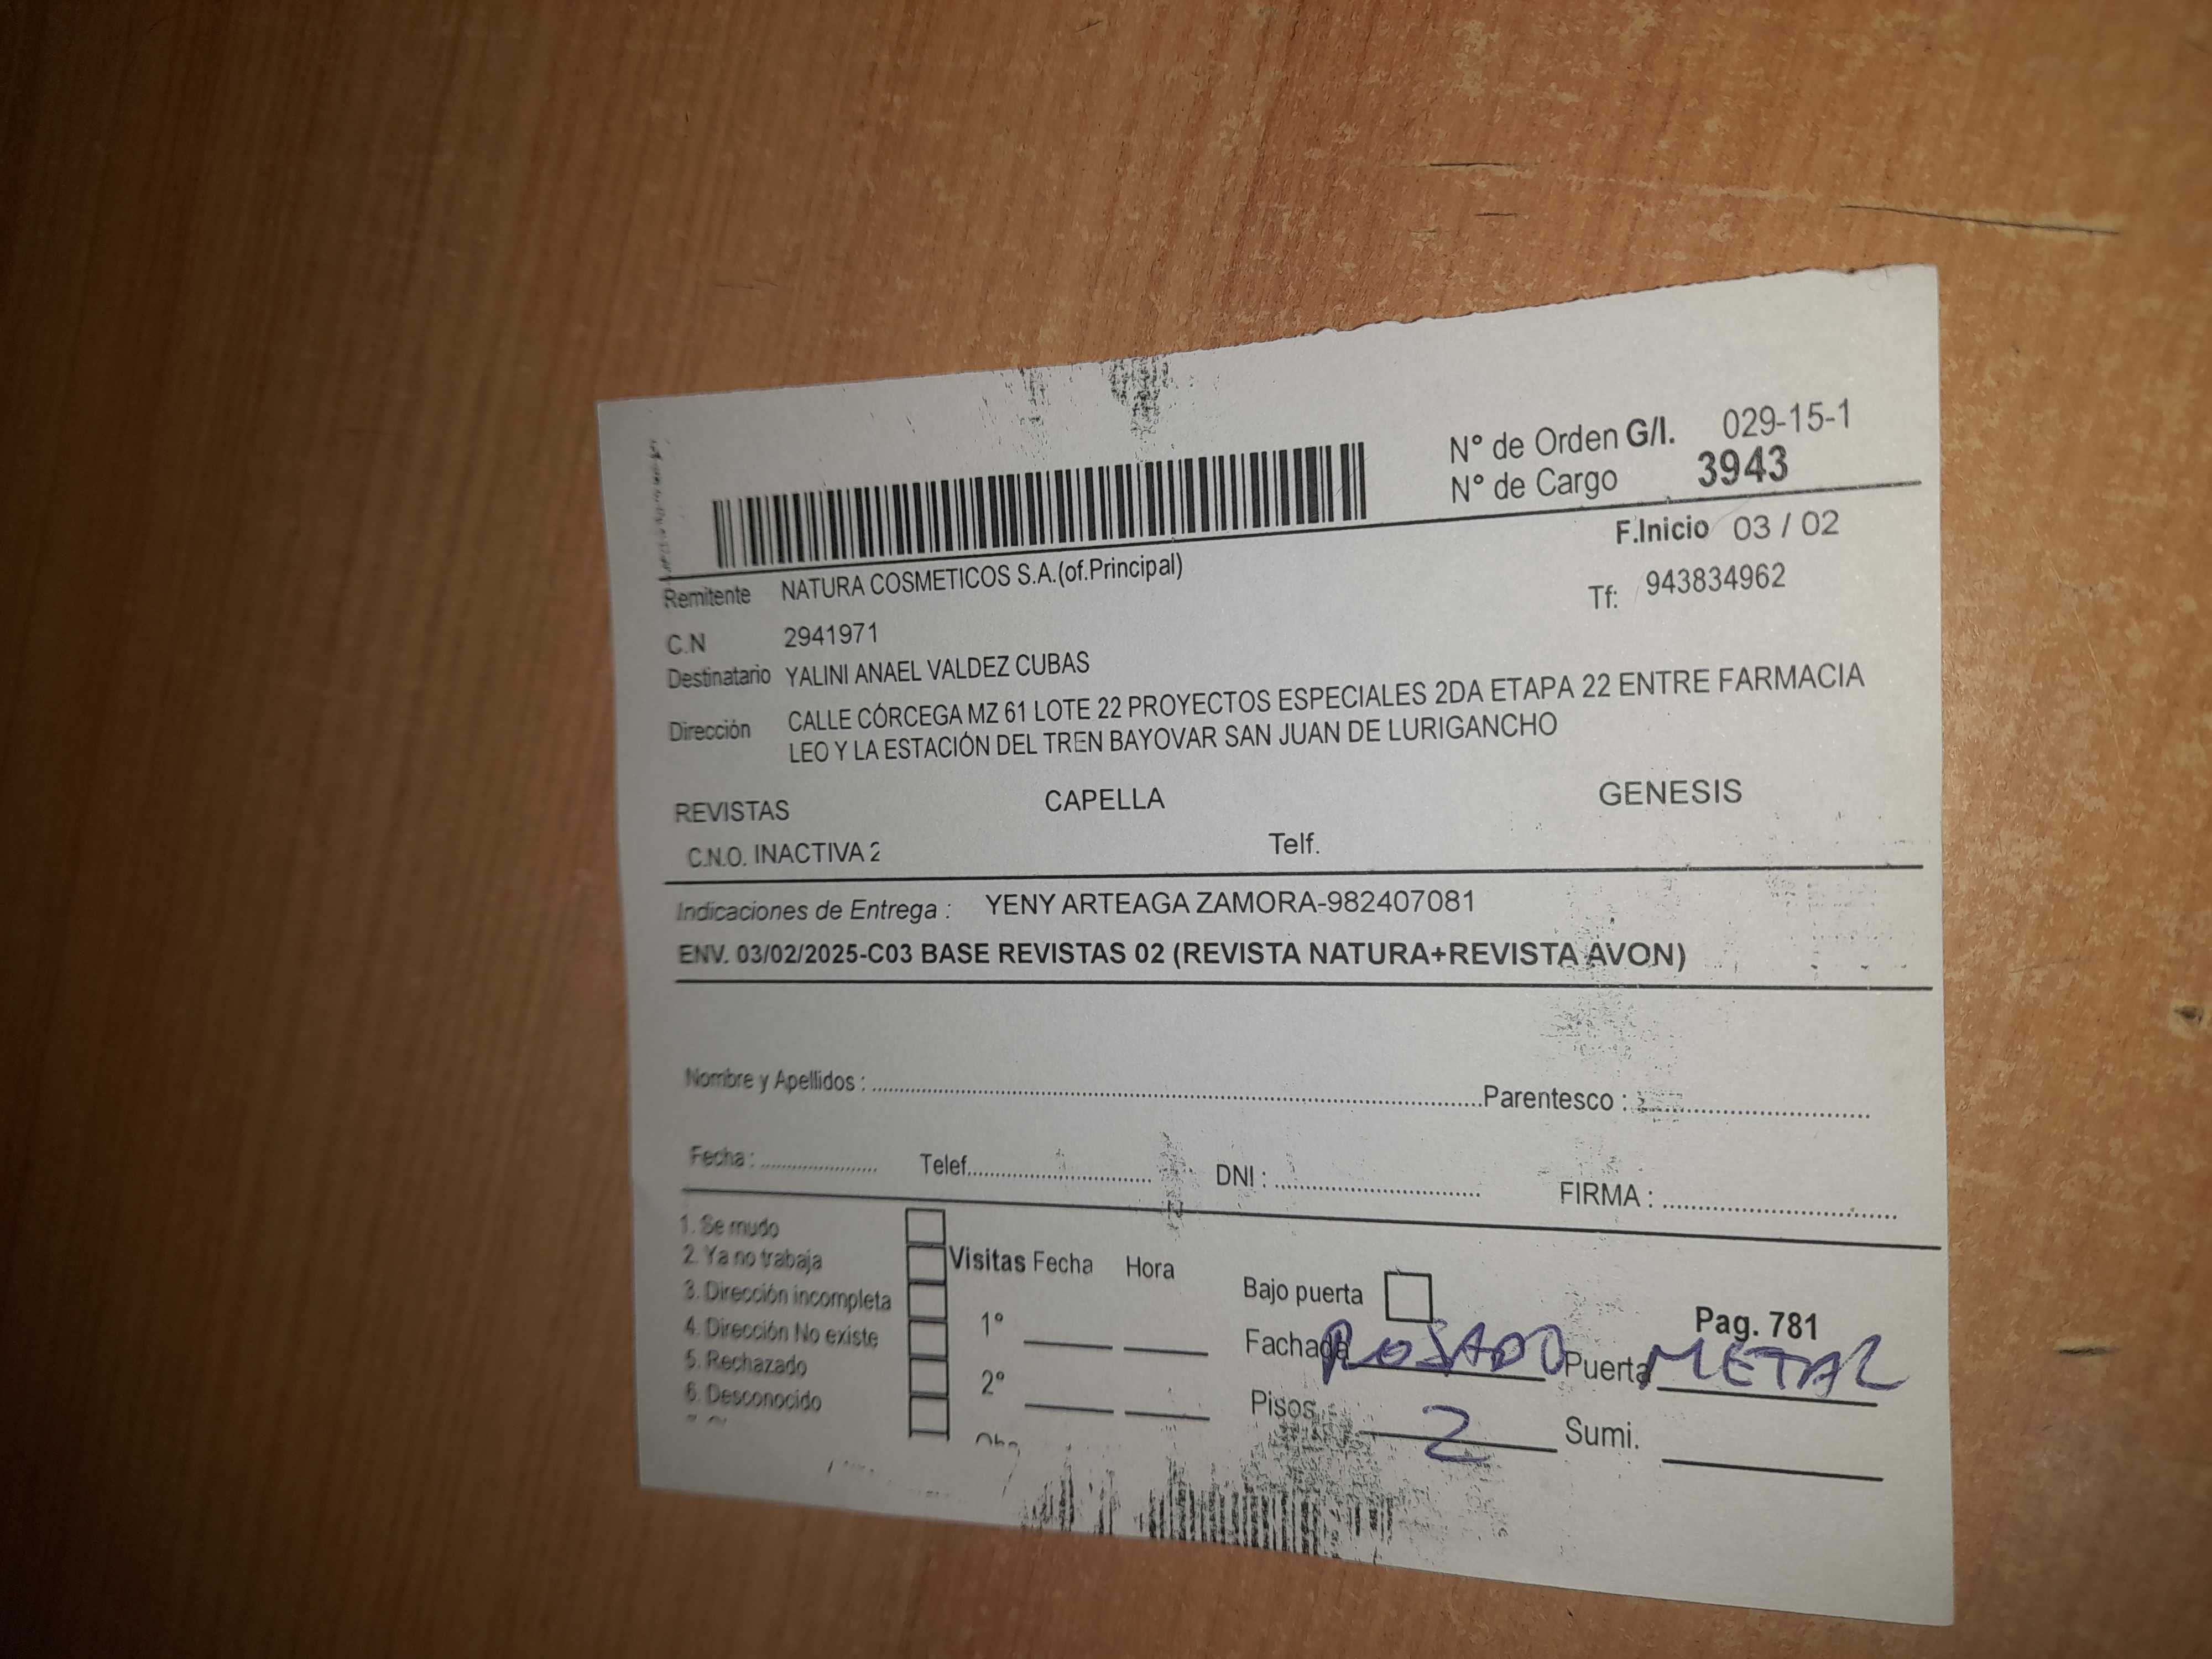 N° de Orden G/I. 029-15-1
N° de Cargo 3943
F.Inicio 03 / 02
Remitente NATURA COSMETICOS S.A.(of.Principal)
Tf: 943834962
C.N 2941971
Destinatario YALINI ANAEL VALDEZ CUBAS
Dirección CALLE CÓRCEGA MZ 61 LOTE 22 PROYECTOS ESPECIALES 2DA ETAPA 22 ENTRE FARMACIA
LEO Y LA ESTACIÓN DEL TREN BAYOVAR SAN JUAN DE LURIGANCHO
REVISTAS CAPELLA GENESIS
C.N.O. INACTIVA 2 Telf.
Indicaciones de Entrega : YENY ARTEAGA ZAMORA-982407081
ENV. 03/02/2025-C03 BASE REVISTAS 02 (REVISTA NATURA+REVISTA AVON)
Nombre y Apellidos : Parentesco :
Fecha : Telef. DNI : FIRMA :
1. Se mudo
2. Ya no trabaja
3. Dirección incompleta
4. Dirección No existe
5. Rechazado
6. Desconocido
Visitas Fecha Hora
1°
2°
Bajo puerta
Pag. 781
Fachada ROSADO Puerta METAL
Pisos 2 Sumi.